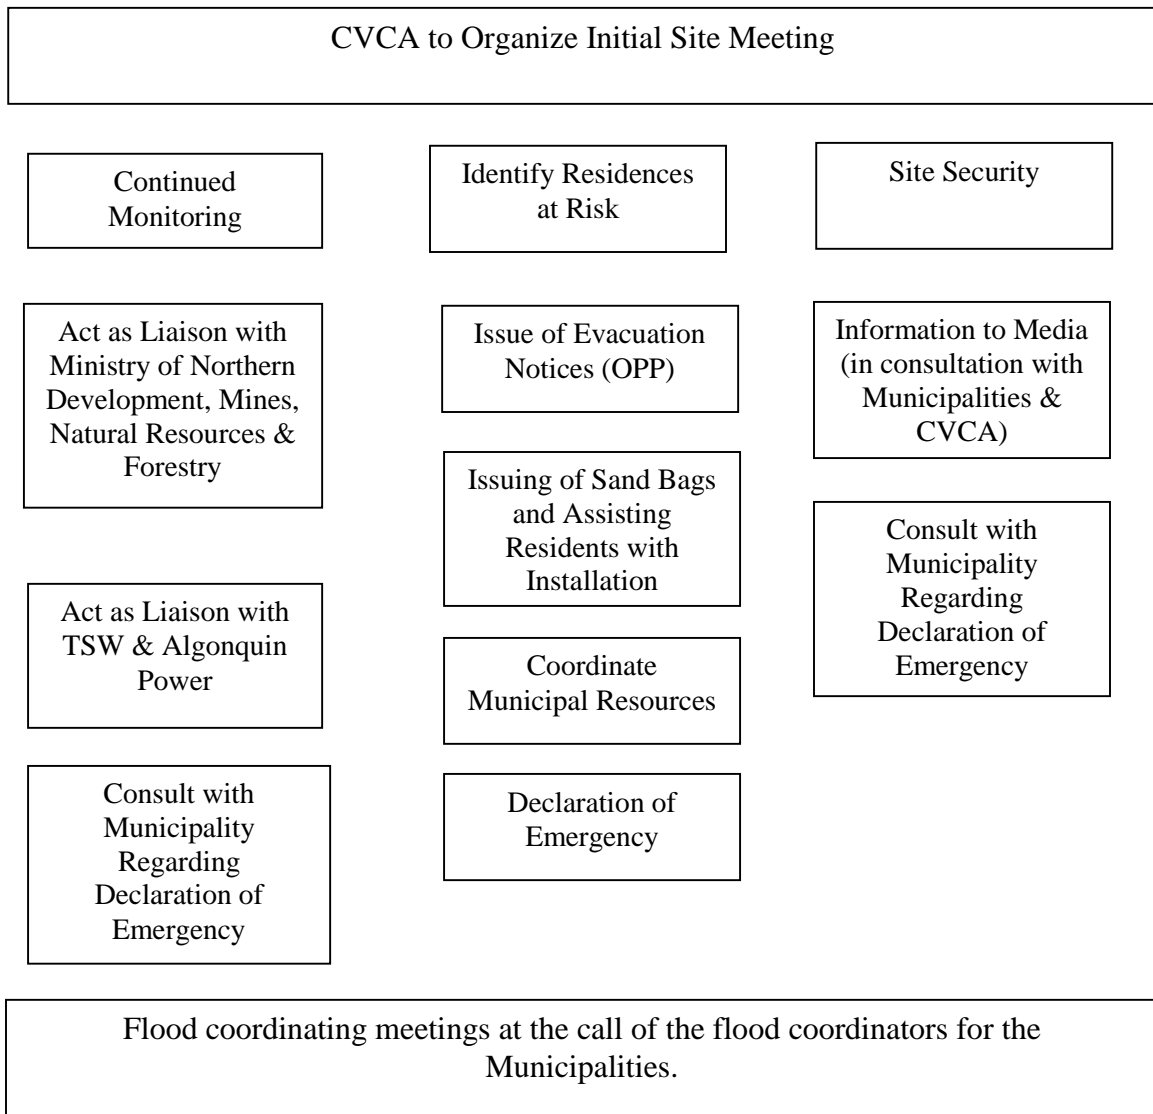 CVCA to Organize Initial Site Meeting
Continued
Monitoring
Act as Liaison with
Ministry of Northern
Development, Mines,
Natural Resources &
Forestry
Act as Liaison with
TSW & Algonquin
Power
Consult with
Municipality
Regarding
Declaration of
Emergency
Identify Residences
at Risk
Issue of Evacuation
Notices (OPP)
Issuing of Sand Bags
and Assisting
Residents with
Installation
Coordinate
Municipal Resources
Declaration of
Emergency
Site Security
Information to Media
(in consultation with
Municipalities &
CVCA)
Consult with
Municipality
Regarding
Declaration of
Emergency
Flood coordinating meetings at the call of the flood coordinators for the
Municipalities.